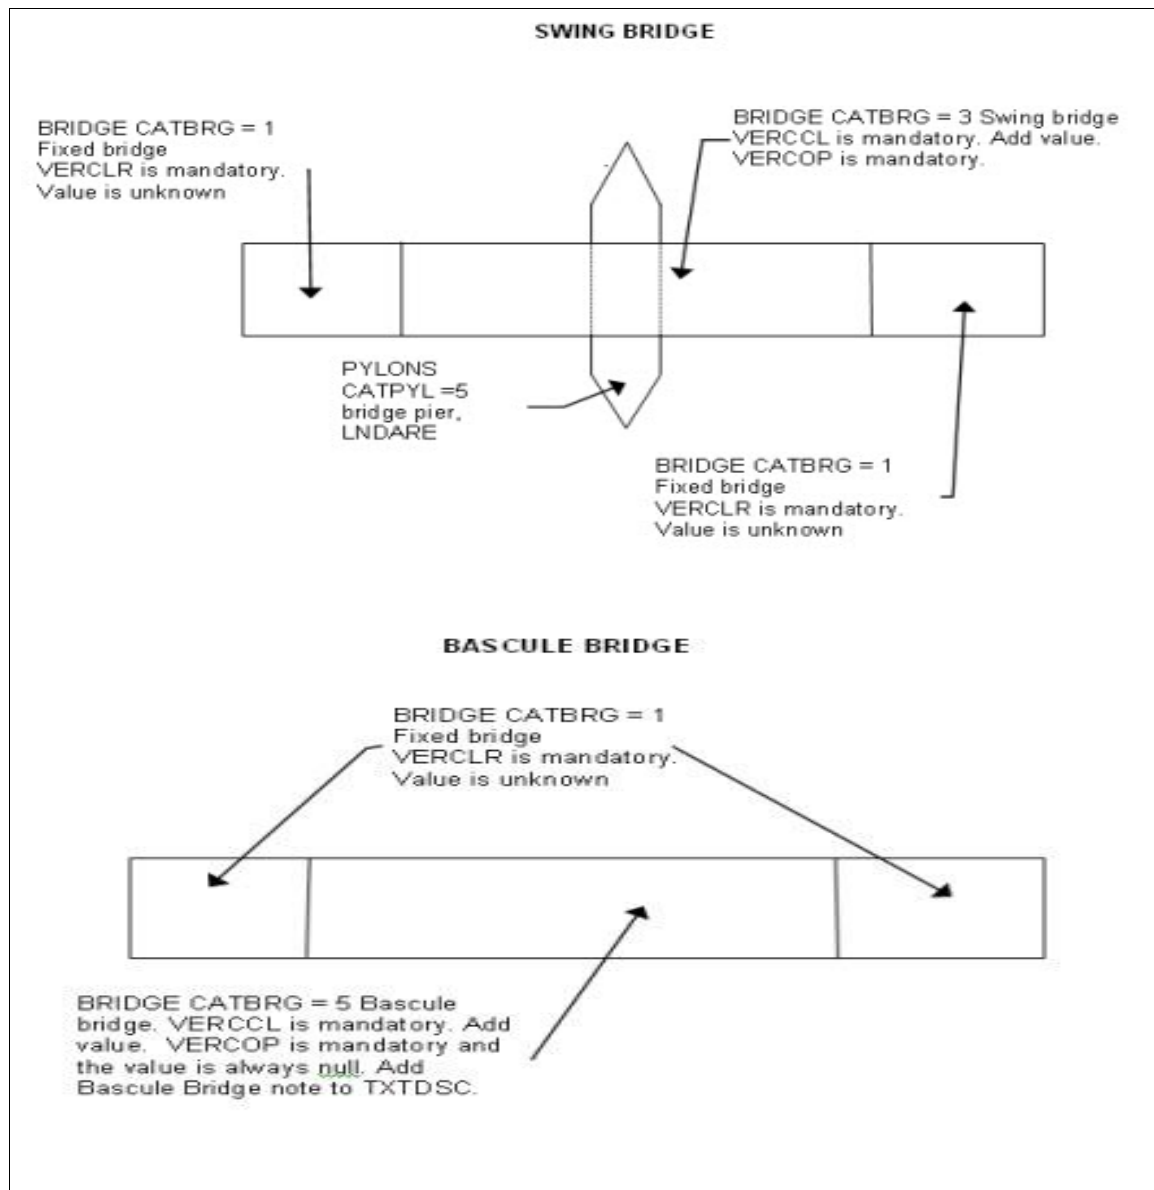 SWING BRIDGE
BRIDGE CATBRG = 1
Fixed bridge
VERCLR is mandatory.
Value is unknown
BRIDGE CATBRG = 3 Swing bridge
VERCCL is mandatory. Add value.
VERCOP is mandatory.
PYLONS
CATPYL =5
bridge pier,
LNDARE
BRIDGE CATBRG = 1
Fixed bridge
VERCLR is mandatory.
Value is unknown
BASCULE BRIDGE
BRIDGE CATBRG = 1
Fixed bridge
VERCLR is mandatory.
Value is unknown
BRIDGE CATBRG = 5 Bascule
bridge. VERCCL is mandatory. Add
value.  VERCOP is mandatory and
the value is always null. Add
Bascule Bridge note to TXTDSC.